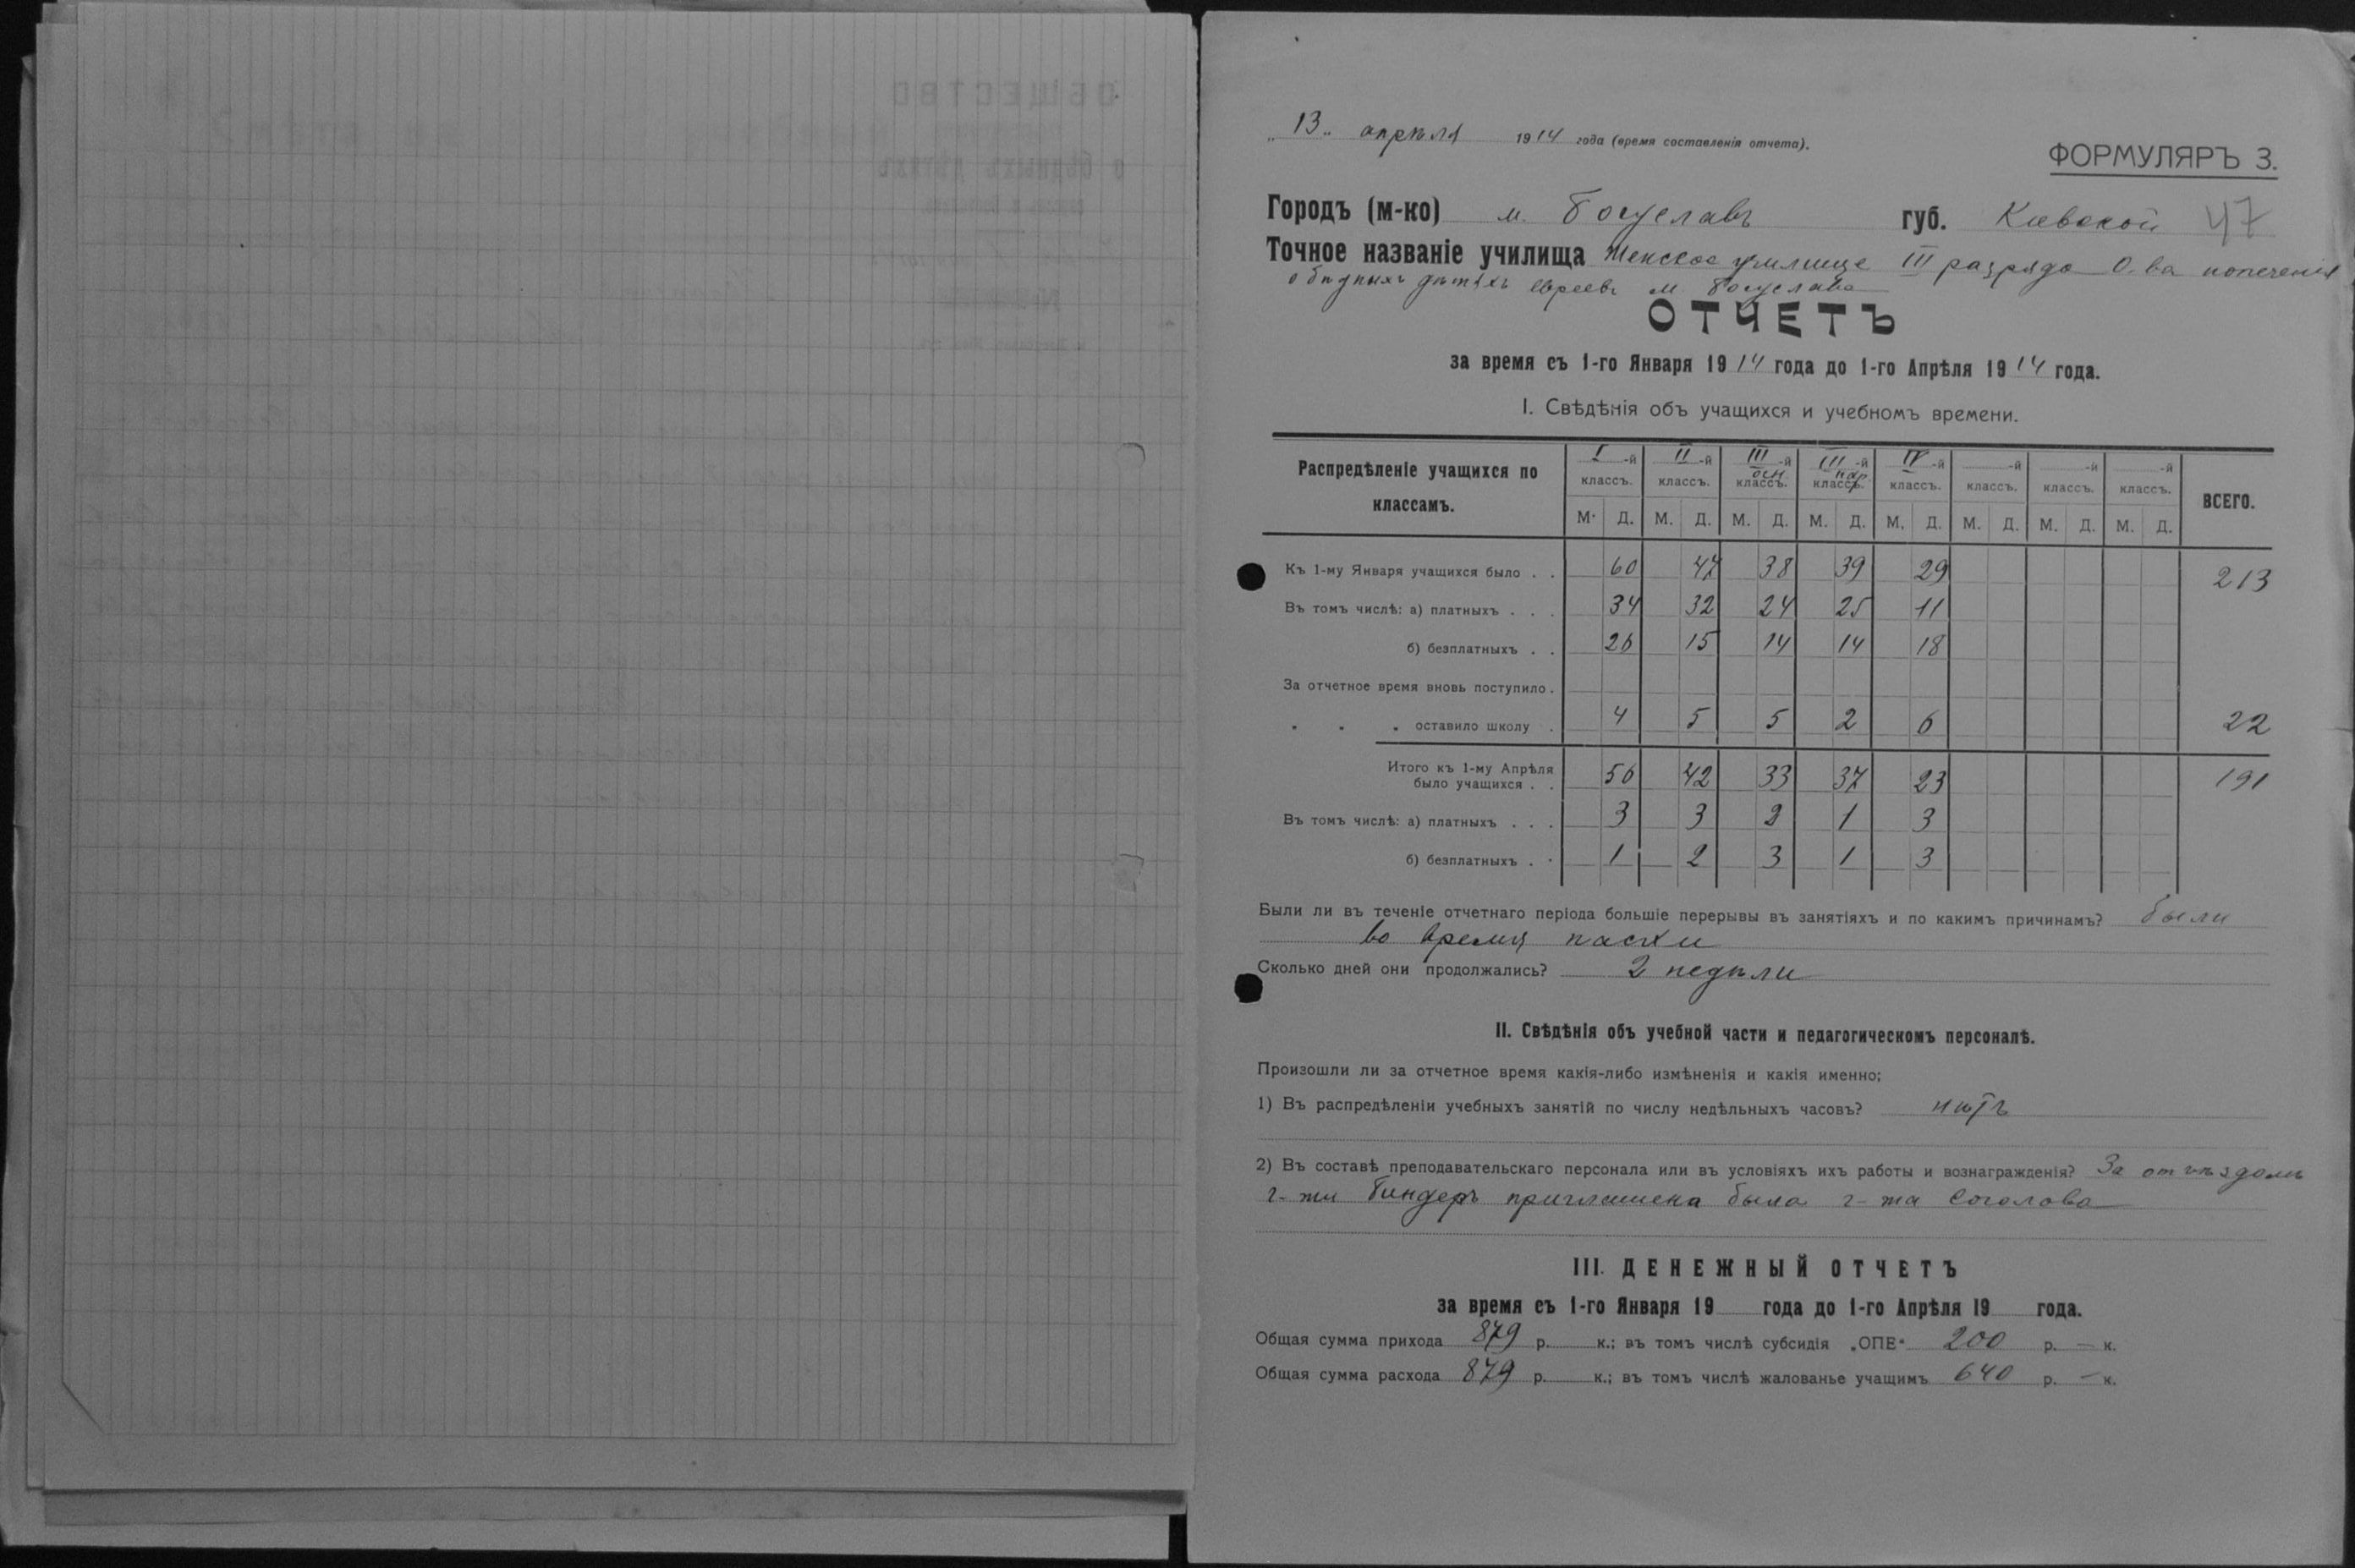 "13" апрѣля 1914 года (время составленія отчета).
ФОРМУЛЯРЪ 3.
Городъ (м-ко) м. Богуславъ губ. Кіевской 47
Точное названіе училища Женское училище III разряда О-ва попеченія
о бѣдныхъ дѣтяхъ евреевъ м. Богуслава
ОТЧЕТЪ
за время съ 1-го Января 1914 года до 1-го Апрѣля 1914 года.
I. Свѣдѣнія объ учащихся и учебномъ времени.
Распредѣленіе учащихся по классамъ. I-й классъ. II-й классъ. III-й осн. классъ. III-й пар. классъ. IV-й классъ. -й классъ. -й классъ. -й классъ. ВСЕГО.
М. Д. М. Д. М. Д. М. Д. М. Д. М. Д. М. Д. М. Д.
Къ 1-му Января учащихся было . . 60 47 38 39 29 213
Въ томъ числѣ: а) платныхъ . . . 34 32 24 25 11
б) безплатныхъ . . 26 15 14 14 18
За отчетное время вновь поступило .
" " " оставило школу . 4 5 5 2 6 22
Итого къ 1-му Апрѣля
было учащихся . . 56 42 33 37 23 191
Въ томъ числѣ: а) платныхъ . . . 3 3 2 1 3
б) безплатныхъ . . 1 2 3 1 3
Были ли въ теченіе отчетнаго періода большіе перерывы въ занятіяхъ и по какимъ причинамъ? были
во время пасхи
Сколько дней они продолжались? 2 недѣли
II. Свѣдѣнія объ учебной части и педагогическомъ персоналѣ.
Произошли ли за отчетное время какія-либо измѣненія и какія именно;
1) Въ распредѣленіи учебныхъ занятій по числу недѣльныхъ часовъ? нѣтъ
2) Въ составѣ преподавательскаго персонала или въ условіяхъ ихъ работы и вознагражденія? За отъѣздомъ
г-жи Биндеръ приглашена была г-жа Соколова
III. ДЕНЕЖНЫЙ ОТЧЕТЪ
за время съ 1-го Января 19 года до 1-го Апрѣля 19 года.
Общая сумма прихода 879 р. к.; въ томъ числѣ субсидія „ОПЕ" 200 р. — к.
Общая сумма расхода 879 р. к.; въ томъ числѣ жалованье учащимъ 640 р. — к.